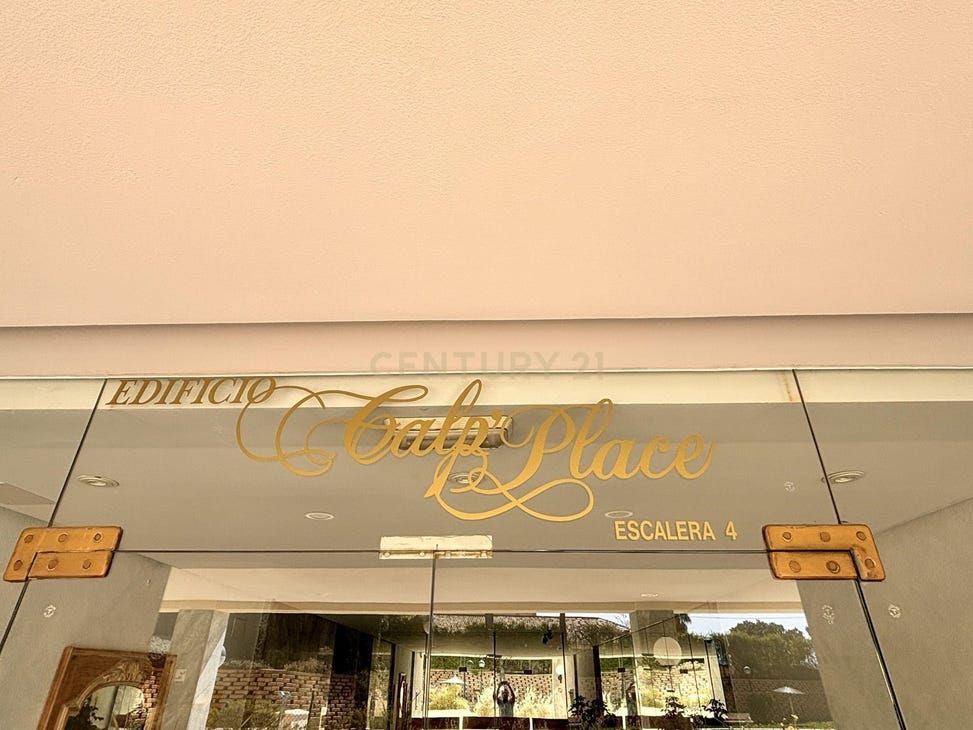 CENTURY 21
EDIFICIO Calp' Place
ESCALERA 4